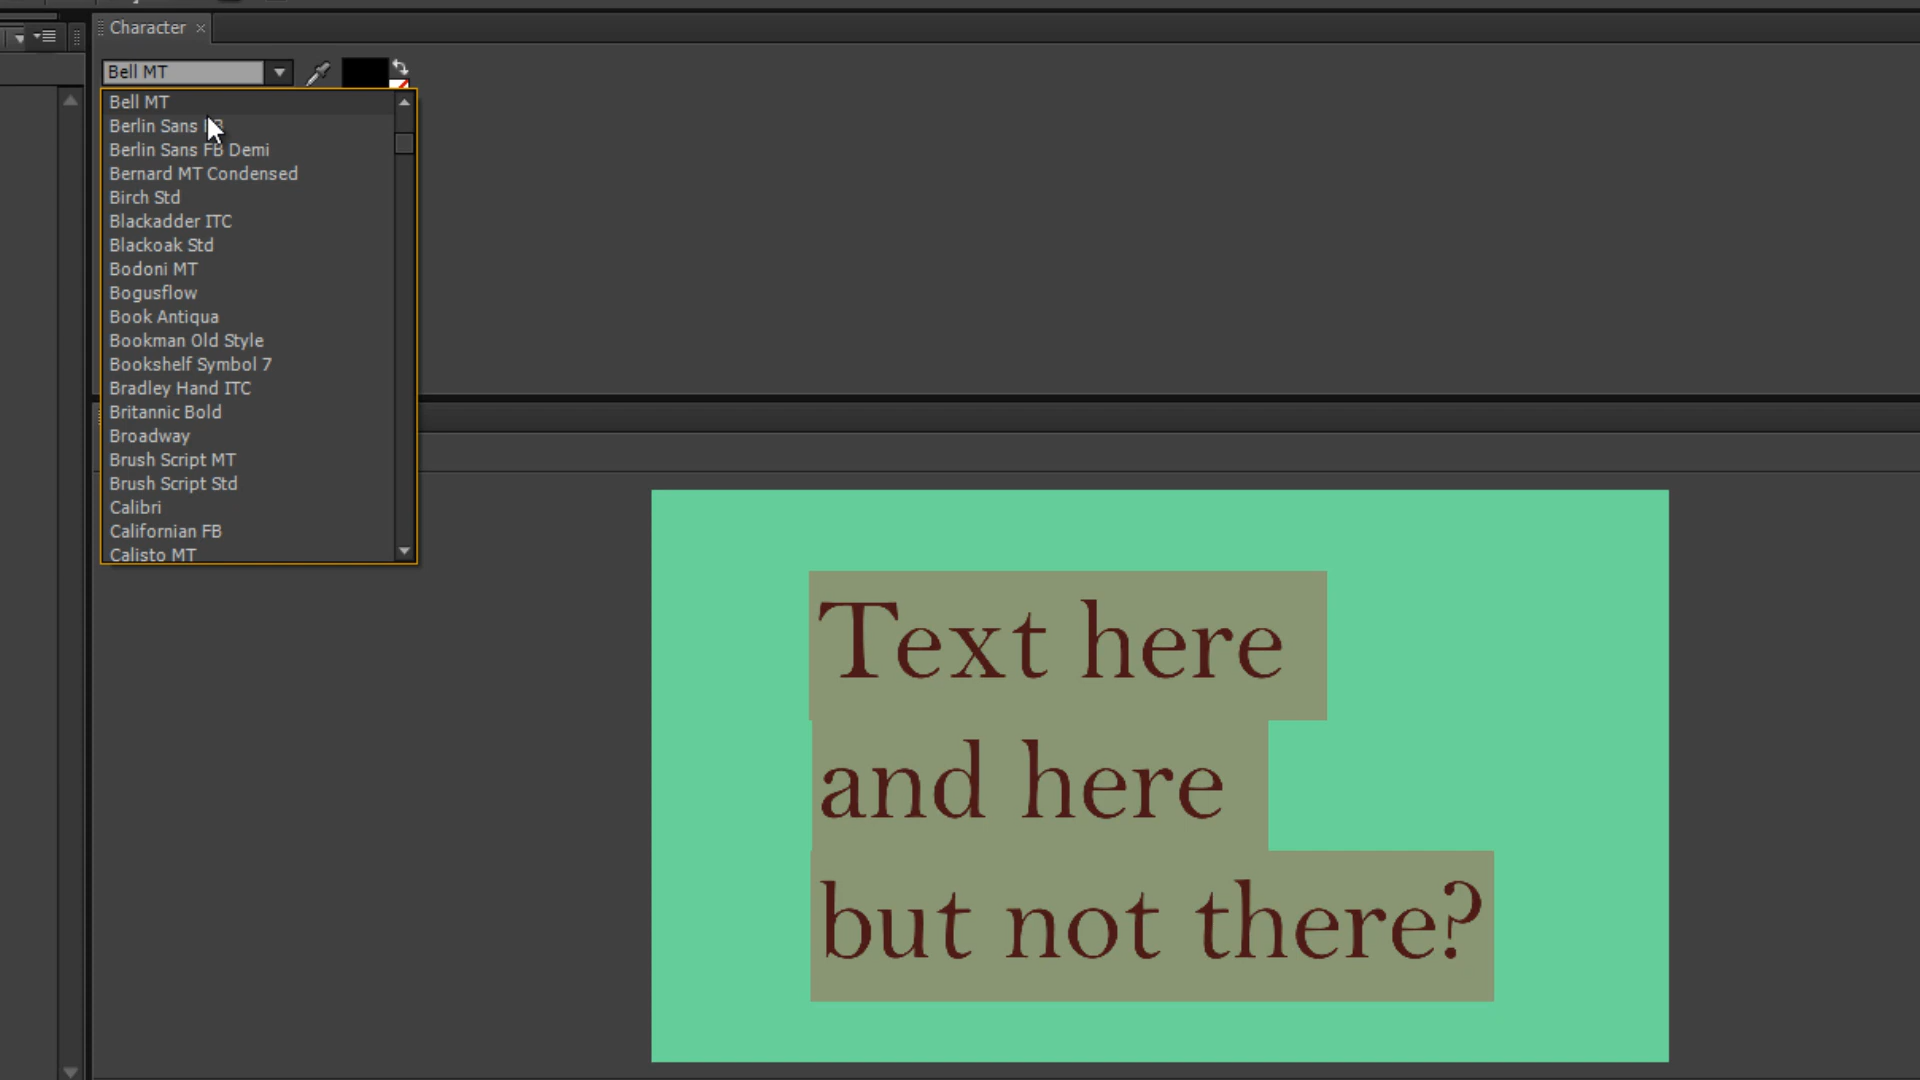 Character
Bell MT
Bell MT
Berlin Sans FB
Berlin Sans FB Demi
Bernard MT Condensed
Birch Std
Blackadder ITC
Blackoak Std
Bodoni MT
Bogusflow
Book Antiqua
Bookman Old Style
Bookshelf Symbol 7
Bradley Hand ITC
Britannic Bold
Broadway
Brush Script MT
Brush Script Std
Calibri
Californian FB
Calisto MT
Text here
and here
but not there?